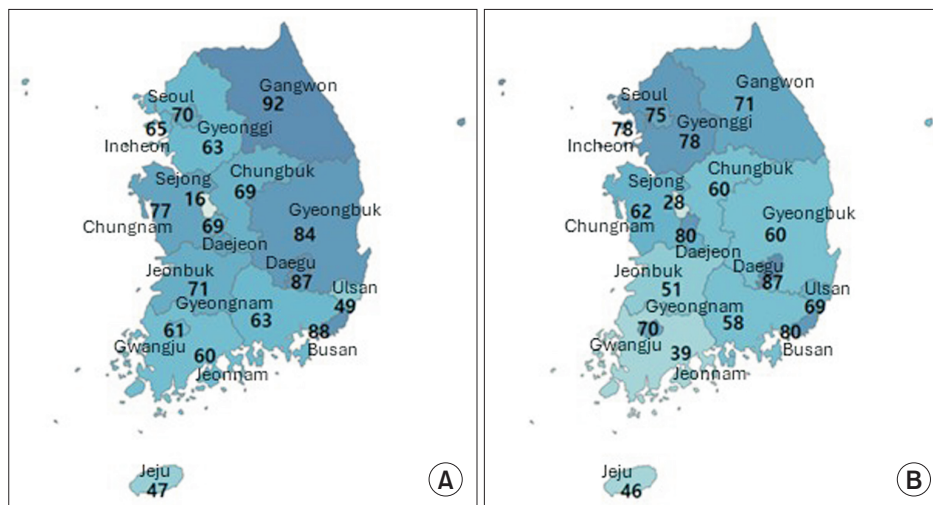 Gangwon
92
Seoul
70
65
Gyeonggi
Incheon
63
Chungbuk
Sejong
69
16
77
Gyeongbuk
Chungnam
69
84
Daejeon
Jeonbuk
Daegu
71
87
Ulsan
Gyeongnam
49
61
63
88
Gwangju
Busan
60
Jeonnam
Jeju
47
A
Gangwon
Seoul
71
75
78
Gyeonggi
Incheon
78
Chungbuk
Sejong
60
28
62
Gyeongbuk
Chungnam
80
60
Daejeon
Jeonbuk
Daegu
51
87
Ulsan
Gyeongnam
69
70
58
80
Gwangju
Busan
39
Jeonnam
Jeju
46
B